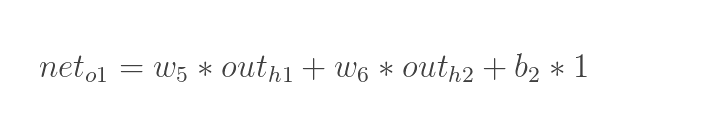 net_{o1} = w_5 * out_{h1} + w_6 * out_{h2} + b_2 * 1